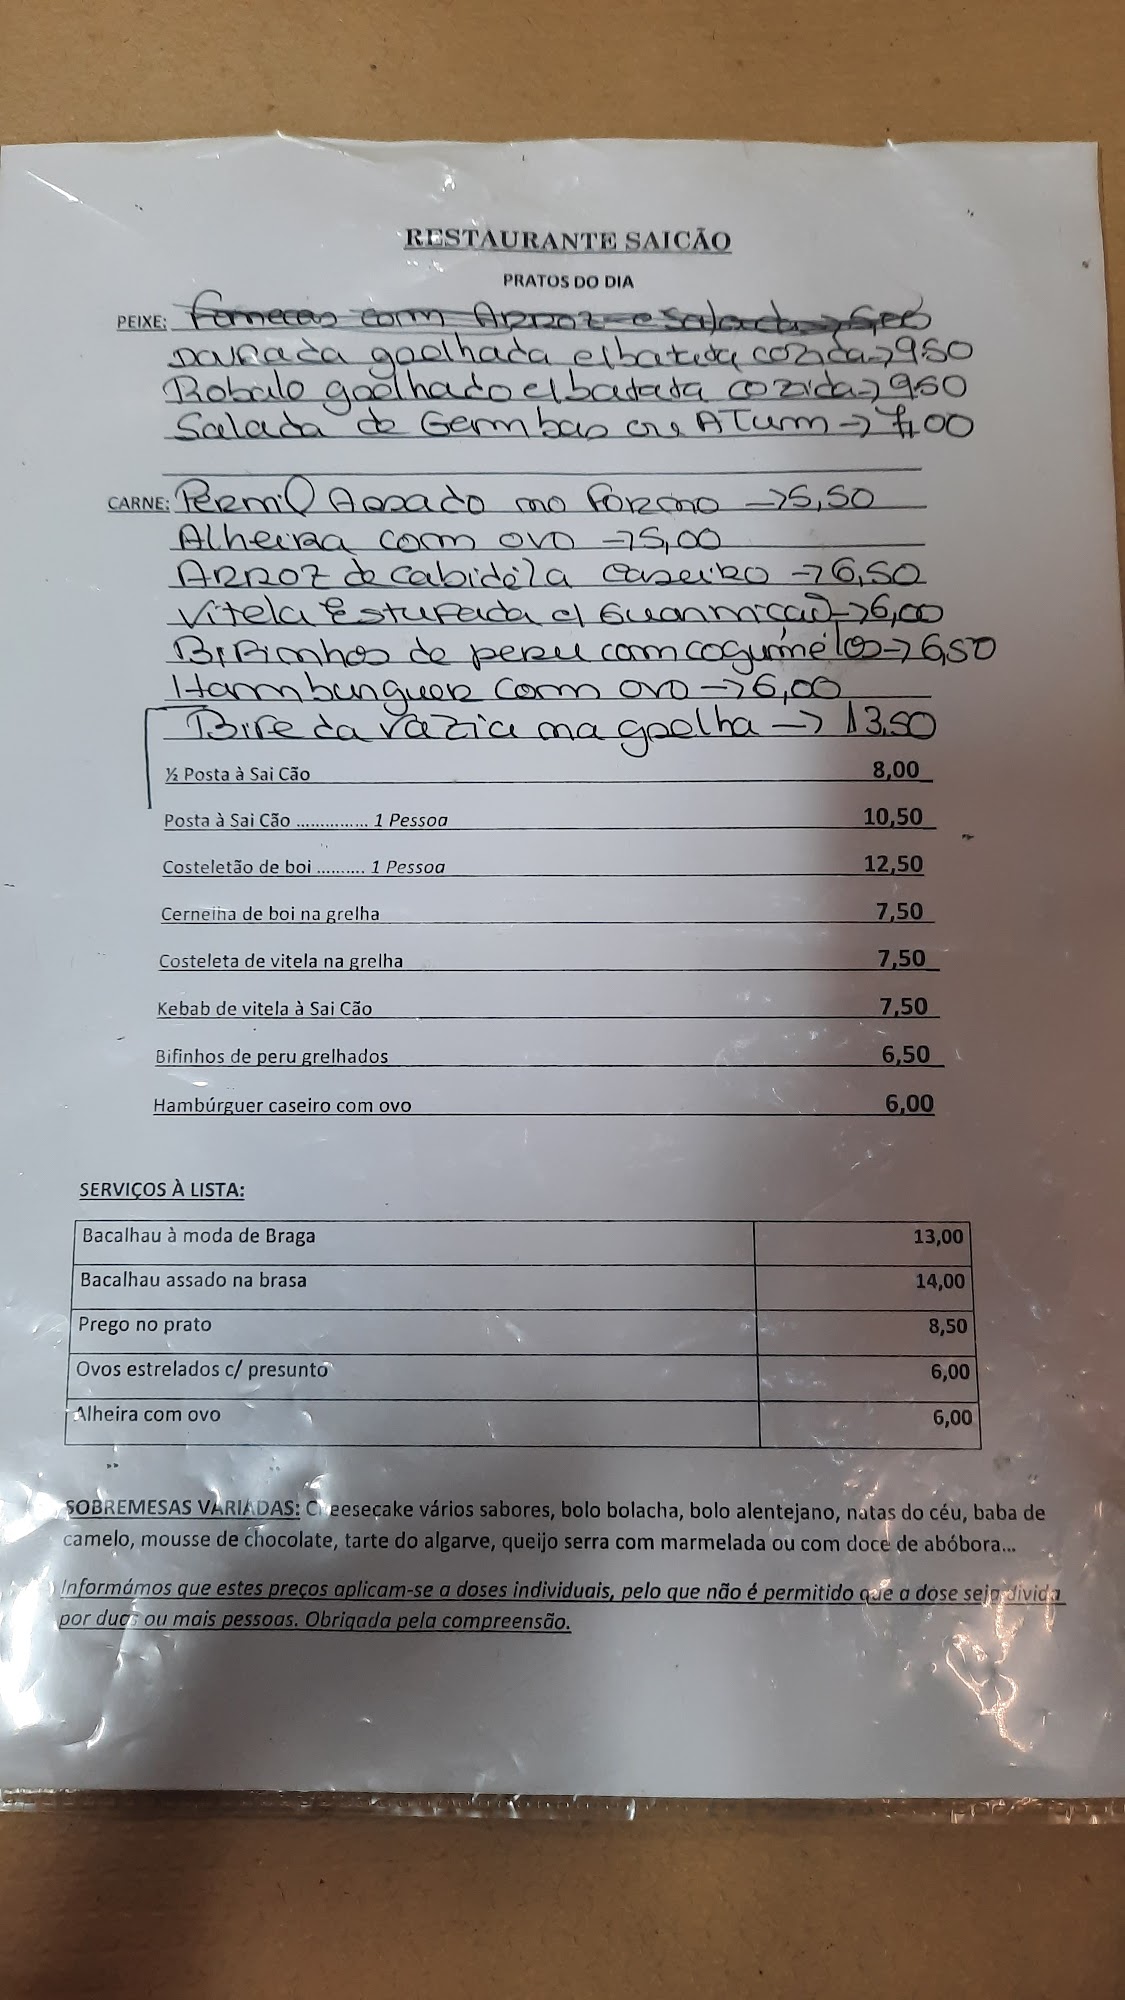 RESTAURANTE SAICÃO
PRATOS DO DIA
PEIXE: com Arroz e Salada
Dourada grelhada c/batata cozida → 9,50
Robalo grelhado c/batata cozida → 9,50
Salada de Gambas ou Atum → 7,00
CARNE: Pernil Assado no Forno → 5,50
Alheira com ovo → 5,00
Arroz de cabidéla caseiro → 6,50
Vitela Estufada c/ Guarnição → 6,00
Bifinhos de peru com cogumélos → 6,50
Hamburguer com ovo → 6,00
Bife da vazia na grelha → 13,50
½ Posta à Sai Cão 8,00
Posta à Sai Cão ............... 1 Pessoa 10,50
Costeletão de boi .......... 1 Pessoa 12,50
Cerneiha de boi na grelha 7,50
Costeleta de vitela na grelha 7,50
Kebab de vitela à Sai Cão 7,50
Bifinhos de peru grelhados 6,50
Hambúrguer caseiro com ovo 6,00
SERVIÇOS À LISTA:
Bacalhau à moda de Braga 13,00
Bacalhau assado na brasa 14,00
Prego no prato 8,50
Ovos estrelados c/ presunto 6,00
Alheira com ovo 6,00
SOBREMESAS VARIADAS: Cheesecake vários sabores, bolo bolacha, bolo alentejano, natas do céu, baba de
camelo, mousse de chocolate, tarte do algarve, queijo serra com marmelada ou com doce de abóbora...
Informámos que estes preços aplicam-se a doses individuais, pelo que não é permitido que a dose seja divida
por duas ou mais pessoas. Obrigada pela compreensão.